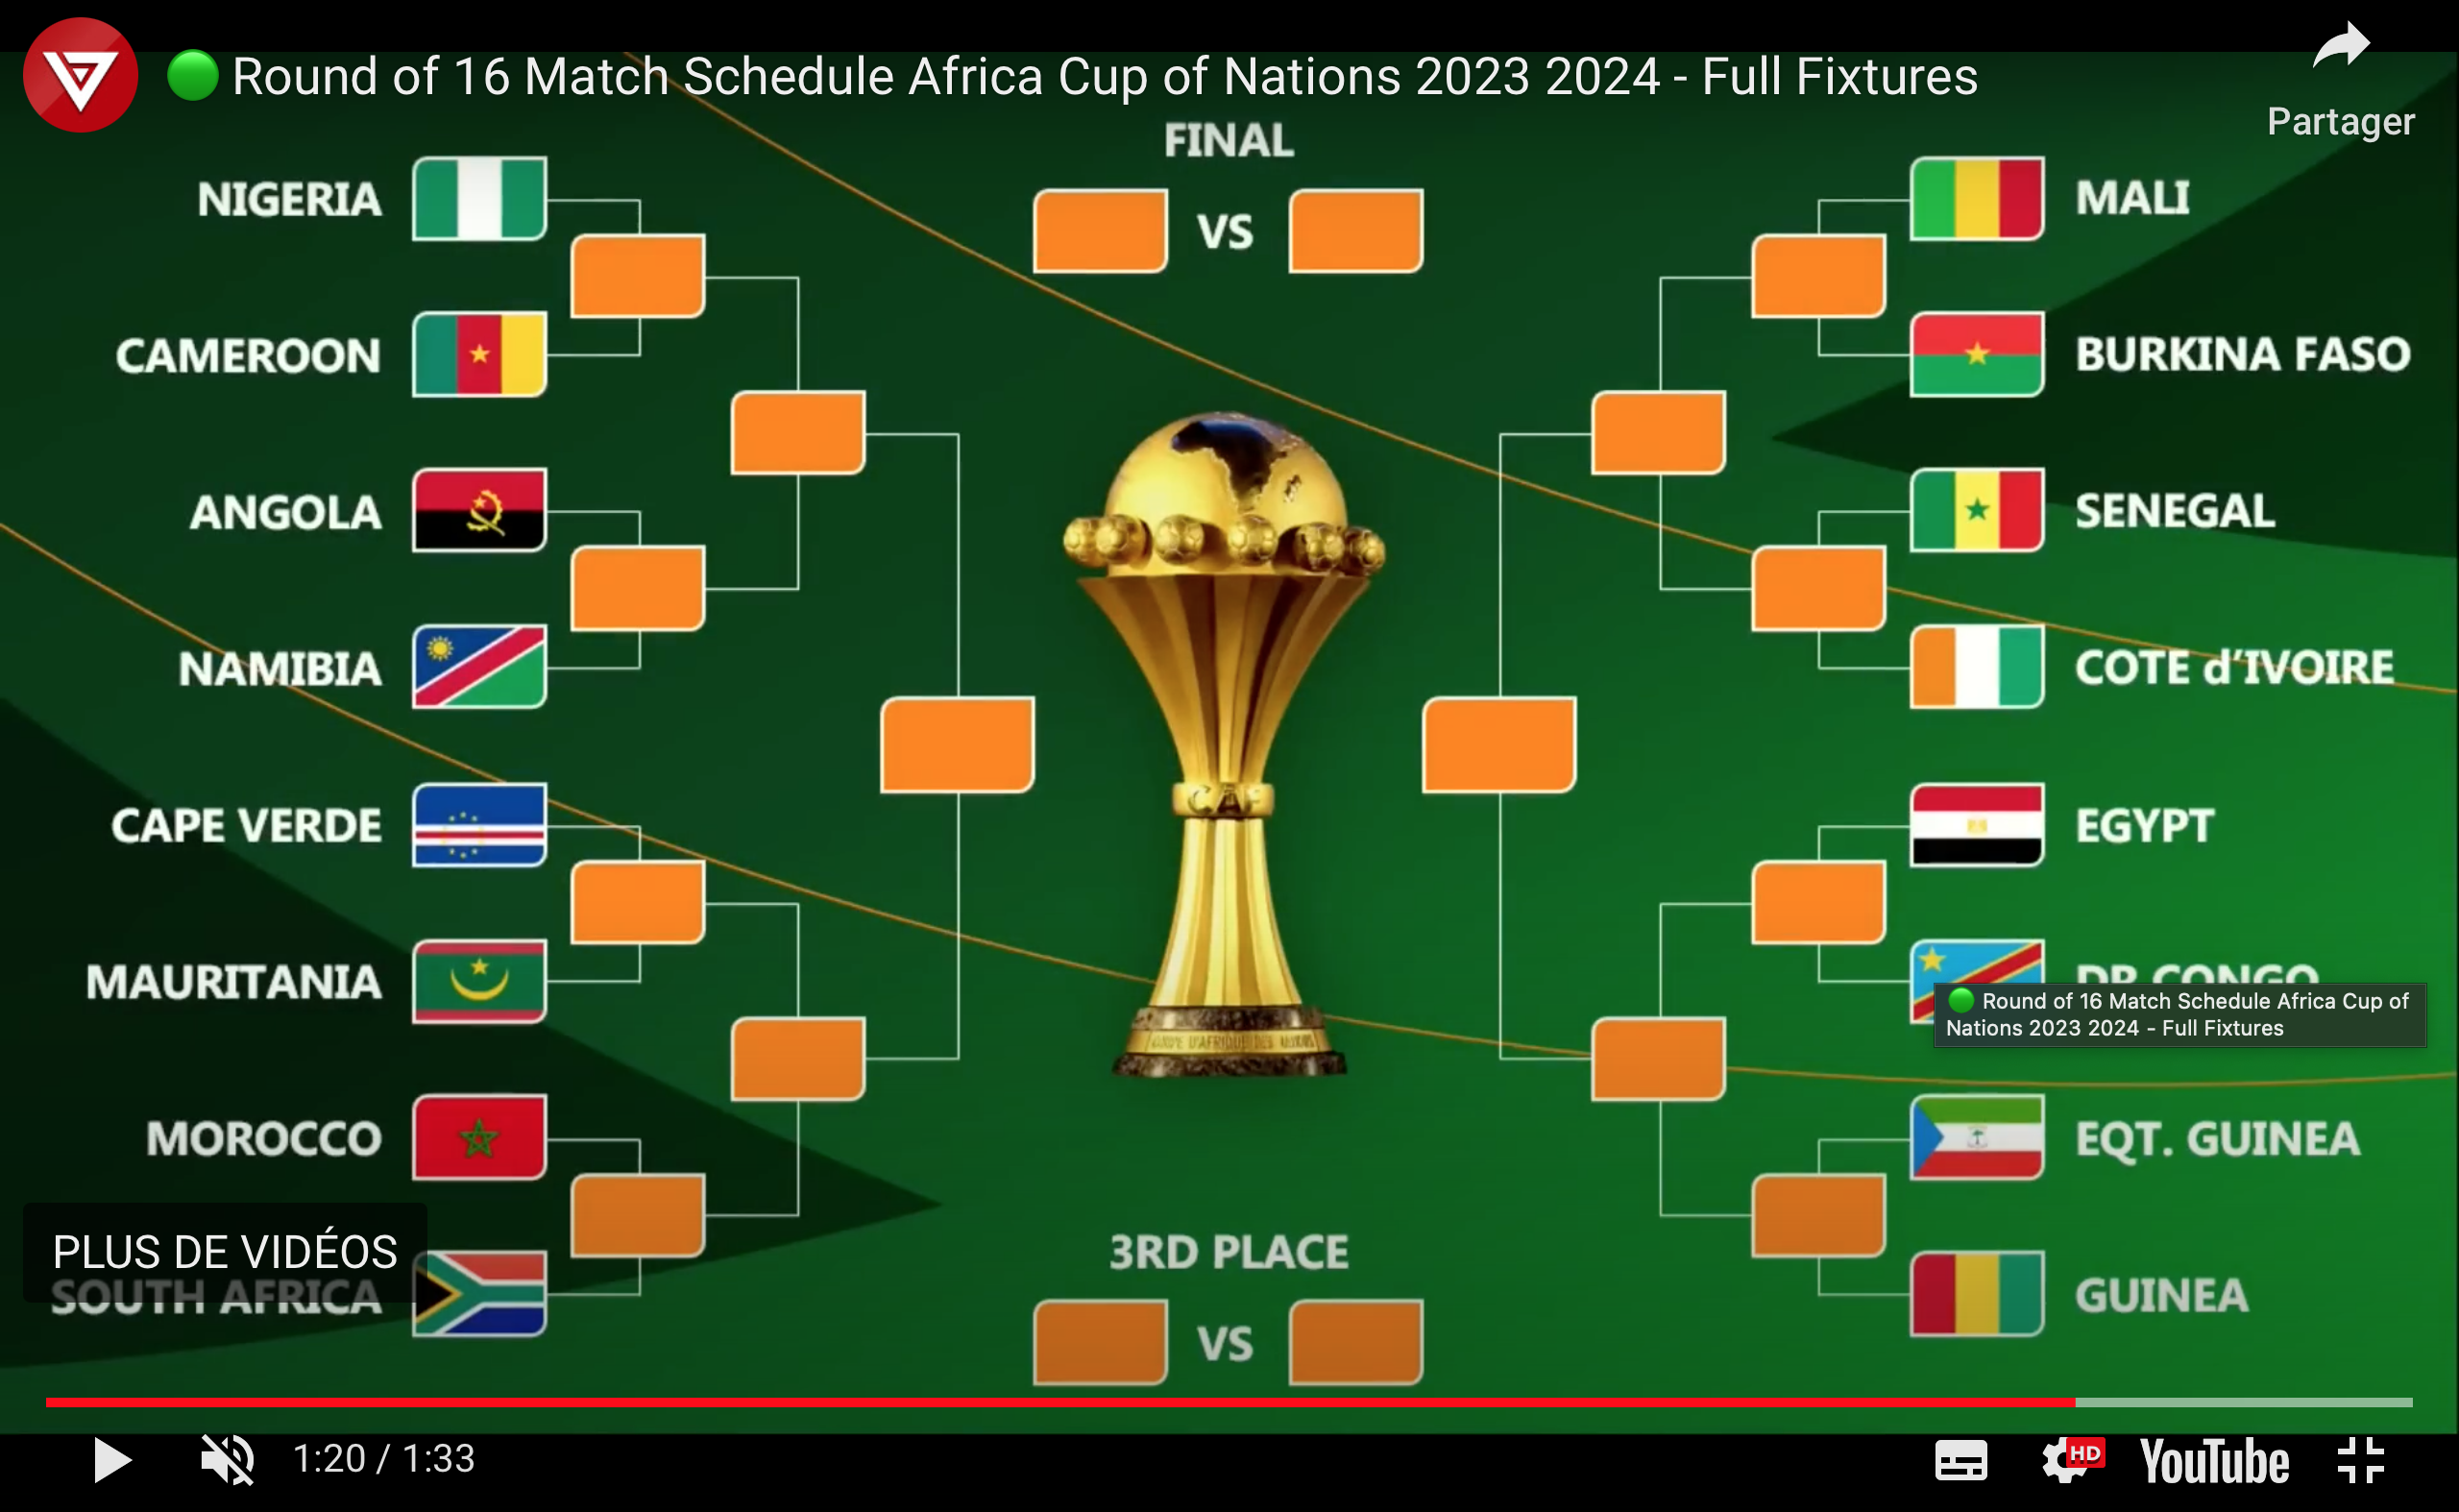 🟢 Round of 16 Match Schedule Africa Cup of Nations 2023 2024 - Full Fixtures
Partager
FINAL
VS
NIGERIA
CAMEROON
ANGOLA
NAMIBIA
CAPE VERDE
MAURITANIA
MOROCCO
SOUTH AFRICA
MALI
BURKINA FASO
SENEGAL
COTE d'IVOIRE
EGYPT
DR CONGO
🟢 Round of 16 Match Schedule Africa Cup of
Nations 2023 2024 - Full Fixtures
EQT. GUINEA
GUINEA
CAF
3RD PLACE
VS
PLUS DE VIDÉOS
1:20 / 1:33
HD
YouTube